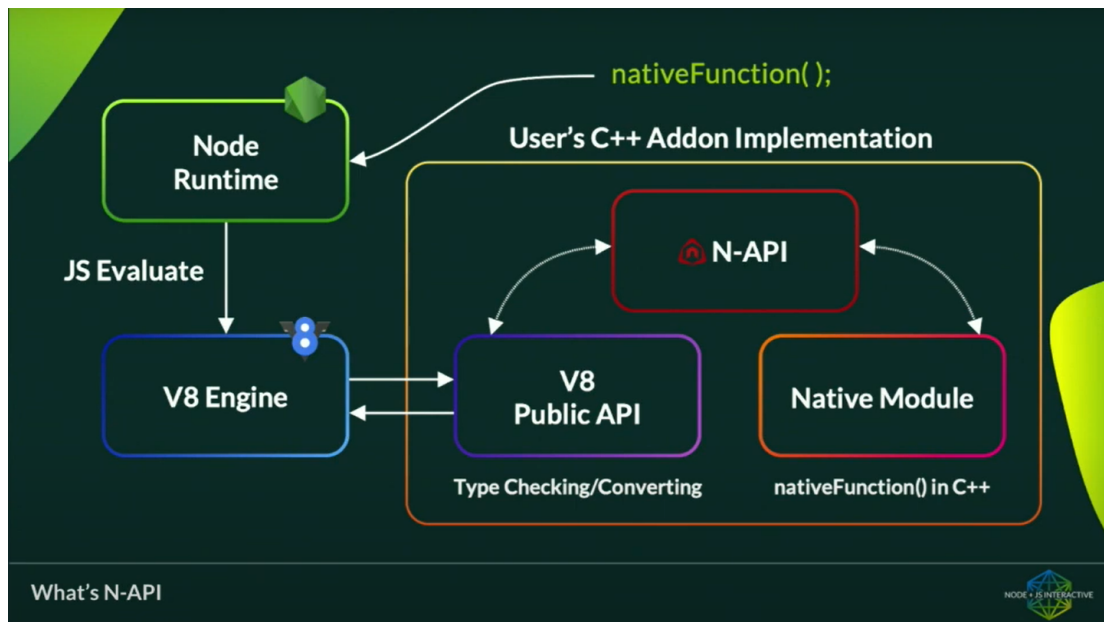 nativeFunction( );
User's C++ Addon Implementation
Node
Runtime
N-API
JS Evaluate
V8 Engine
V8
Public API
Native Module
Type Checking/Converting
nativeFunction() in C++
What's N-API
NODE + JS INTERACTIVE